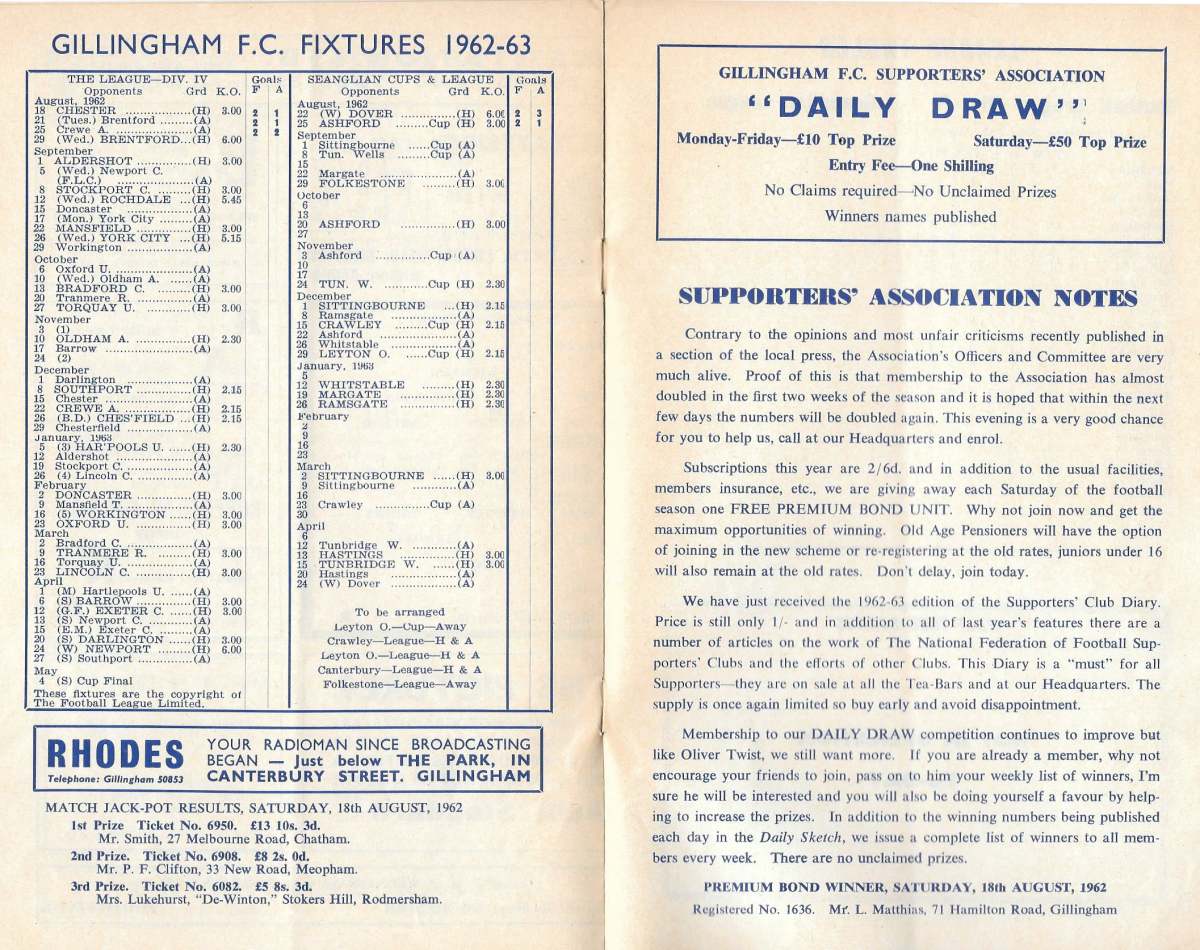 GILLINGHAM F.C. FIXTURES 1962-63
THE LEAGUE—DIV. IV Goals
Opponents Grd K.O. F A
August, 1962
18 CHESTER ...............(H) 3.00 2 1
21 (Tues.) Brentford ......(A) 2 1
25 Crewe A. ...............(A) 2 2
29 (Wed.) BRENTFORD...(H) 6.00
September
1 ALDERSHOT ..............(H) 3.00
5 (Wed.) Newport C.
(F.L.C.) ...................(A)
8 STOCKPORT C. .........(H) 3.00
12 (Wed.) ROCHDALE ...(H) 5.45
15 Doncaster ...............(A)
17 (Mon.) York City .........(A)
22 MANSFIELD ............(H) 3.00
26 (Wed.) YORK CITY ...(H) 5.15
29 Workington ...............(A)
October
6 Oxford U. ...................(A)
10 (Wed.) Oldham A. ......(A)
13 BRADFORD C. .........(H) 3.00
20 Tranmere R. ...............(A)
27 TORQUAY U. ............(H) 3.00
November
3 (1)
10 OLDHAM A. ............(H) 2.30
17 Barrow ...................(A)
24 (2)
December
1 Darlington ...............(A)
8 SOUTHPORT ............(H) 2.15
15 Chester ...................(A)
22 CREWE A. ...............(H) 2.15
26 (B.D.) CHES'FIELD ...(H) 2.15
29 Chesterfield ...............(A)
January, 1963
5 (3) HAR'POOLS U. ......(H) 2.30
12 Aldershot ...............(A)
19 Stockport C. ...............(A)
26 (4) Lincoln C. ............(A)
February
2 DONCASTER ............(H) 3.00
9 Mansfield T. ...............(A)
16 (5) WORKINGTON ......(H) 3.00
23 OXFORD U. ............(H) 3.00
March
2 Bradford C. ...............(A)
9 TRANMERE R. .........(H) 3.00
16 Torquay U. ...............(A)
23 LINCOLN C. ............(H) 3.00
April
1 (M) Hartlepools U. ......(A)
6 (S) BARROW ............(H) 3.00
12 (G.F.) EXETER C. ......(H) 3.00
13 (S) Newport C. ............(A)
15 (E.M.) Exeter C. .........(A)
20 (S) DARLINGTON ......(H) 3.00
24 (W) NEWPORT .........(H) 6.00
27 (S) Southport ...............(A)
May
4 (S) Cup Final
These fixtures are the copyright of
The Football League Limited.
SEANGLIAN CUPS & LEAGUE Goals
Opponents Grd K.O. F A
August, 1962
22 (W) DOVER ...............(H) 6.00 2 3
25 ASHFORD .........Cup (H) 3.00 2 1
September
1 Sittingbourne ......Cup (A)
8 Tun. Wells .........Cup (A)
15
22 Margate ...............(A)
29 FOLKESTONE .........(H) 3.00
October
6
13
20 ASHFORD ...............(H) 3.00
27
November
3 Ashford ............Cup (A)
10
17
24 TUN. W. ............Cup (H) 2.30
December
1 SITTINGBOURNE ...(H) 2.15
8 Ramsgate ...............(A)
15 CRAWLEY .........Cup (H) 2.15
22 Ashford ...............(A)
26 Whitstable ...............(A)
29 LEYTON O. ......Cup (H) 2.15
January, 1963
5
12 WHITSTABLE .........(H) 2.30
19 MARGATE ............(H) 2.30
26 RAMSGATE ............(H) 2.30
February
2
9
16
23
March
2 SITTINGBOURNE ......(H) 3.00
9 Sittingbourne .........(A)
16
23 Crawley ............Cup (A)
30
April
6
12 Tunbridge W. .........(A)
13 HASTINGS ............(H) 3.00
15 TUNBRIDGE W. ......(H) 3.00
20 Hastings ...............(A)
24 (W) Dover ...............(A)
To be arranged
Leyton O.—Cup—Away
Crawley—League—H & A
Leyton O.—League—H & A
Canterbury—League—H & A
Folkestone—League—Away
RHODES
Telephone: Gillingham 50853
YOUR RADIOMAN SINCE BROADCASTING
BEGAN — Just below THE PARK, IN
CANTERBURY STREET. GILLINGHAM
MATCH JACK-POT RESULTS, SATURDAY, 18th AUGUST, 1962
1st Prize Ticket No. 6950. £13 10s. 3d.
Mr. Smith, 27 Melbourne Road, Chatham.
2nd Prize. Ticket No. 6908. £8 2s. 0d.
Mr. P. F. Clifton, 33 New Road, Meopham.
3rd Prize. Ticket No. 6082. £5 8s. 3d.
Mrs. Lukehurst, "De-Winton," Stokers Hill, Rodmersham.
GILLINGHAM F.C. SUPPORTERS' ASSOCIATION
"DAILY DRAW"
Monday-Friday—£10 Top Prize Saturday—£50 Top Prize
Entry Fee—One Shilling
No Claims required—No Unclaimed Prizes
Winners names published
SUPPORTERS' ASSOCIATION NOTES
Contrary to the opinions and most unfair criticisms recently published in
a section of the local press, the Association's Officers and Committee are very
much alive. Proof of this is that membership to the Association has almost
doubled in the first two weeks of the season and it is hoped that within the next
few days the numbers will be doubled again. This evening is a very good chance
for you to help us, call at our Headquarters and enrol.
Subscriptions this year are 2/6d. and in addition to the usual facilities,
members insurance, etc., we are giving away each Saturday of the football
season one FREE PREMIUM BOND UNIT. Why not join now and get the
maximum opportunities of winning. Old Age Pensioners will have the option
of joining in the new scheme or re-registering at the old rates, juniors under 16
will also remain at the old rates. Don't delay, join today.
We have just received the 1962-63 edition of the Supporters' Club Diary.
Price is still only 1/- and in addition to all of last year's features there are a
number of articles on the work of The National Federation of Football Sup-
porters' Clubs and the efforts of other Clubs. This Diary is a "must" for all
Supporters—they are on sale at all the Tea-Bars and at our Headquarters. The
supply is once again limited so buy early and avoid disappointment.
Membership to our DAILY DRAW competition continues to improve but
like Oliver Twist, we still want more. If you are already a member, why not
encourage your friends to join, pass on to him your weekly list of winners, I'm
sure he will be interested and you will also be doing yourself a favour by help-
ing to increase the prizes. In addition to the winning numbers being published
each day in the Daily Sketch, we issue a complete list of winners to all mem-
bers every week. There are no unclaimed prizes.
PREMIUM BOND WINNER, SATURDAY, 18th AUGUST, 1962
Registered No. 1636. Mr. L. Matthias, 71 Hamilton Road, Gillingham